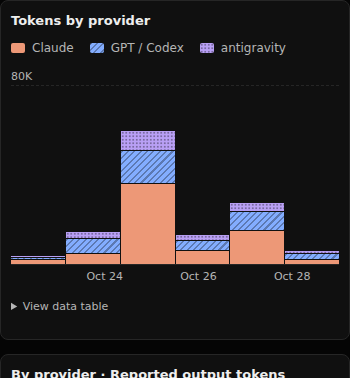 Tokens by provider
Claude GPT / Codex antigravity
80K
Oct 24 Oct 26 Oct 28
View data table
By provider · Reported output tokens